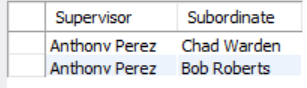 Supervisor Subordinate
Anthony Perez Chad Warden
Anthony Perez Bob Roberts